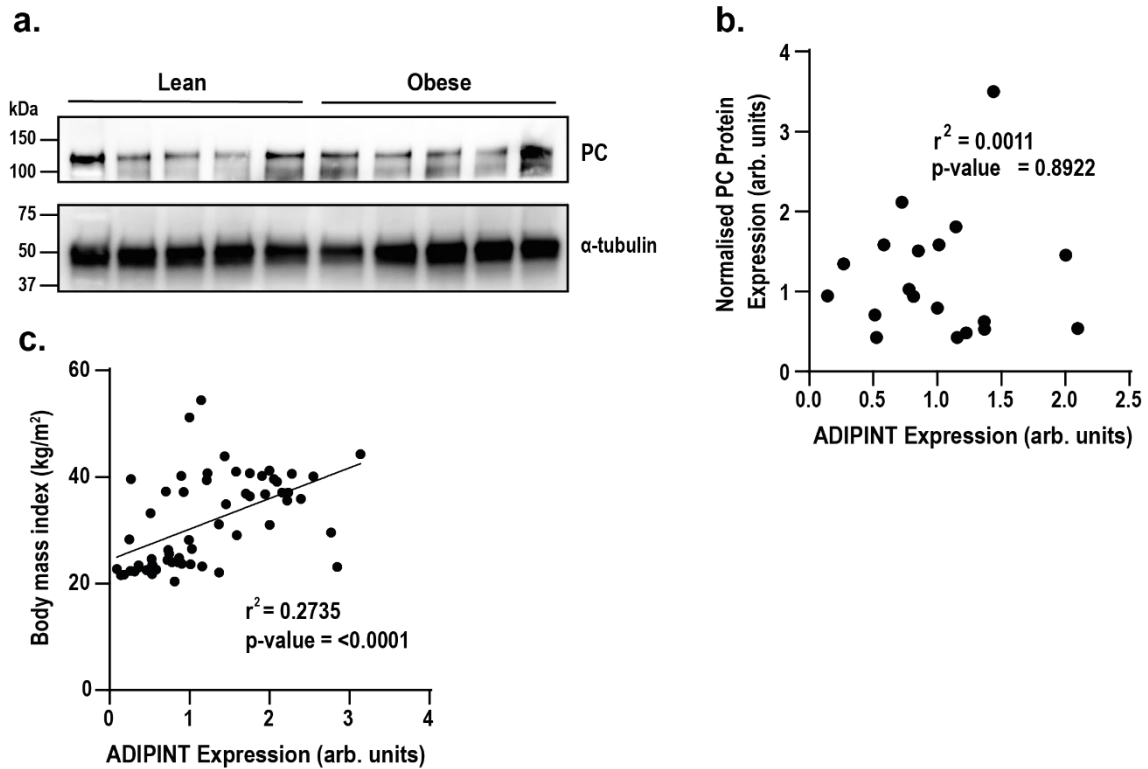 a.
Lean Obese
kDa
150
100
PC
75
50
37
α-tubulin
b.
4
3
2
1
0
Normalised PC Protein
Expression (arb. units)
r² = 0.0011
p-value = 0.8922
0.0 0.5 1.0 1.5 2.0 2.5
ADIPINT Expression (arb. units)
c.
60
40
20
0
Body mass index (kg/m²)
r² = 0.2735
p-value = <0.0001
0 1 2 3 4
ADIPINT Expression (arb. units)